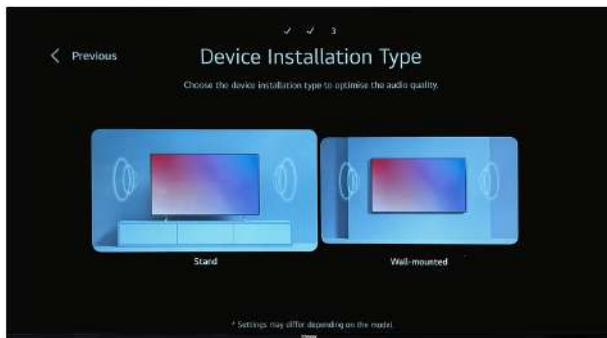 ✓ ✓ 3
< Previous
Device Installation Type
Choose the device installation type to optimise the audio quality.
Stand
Wall-mounted
* Settings may differ depending on the model.